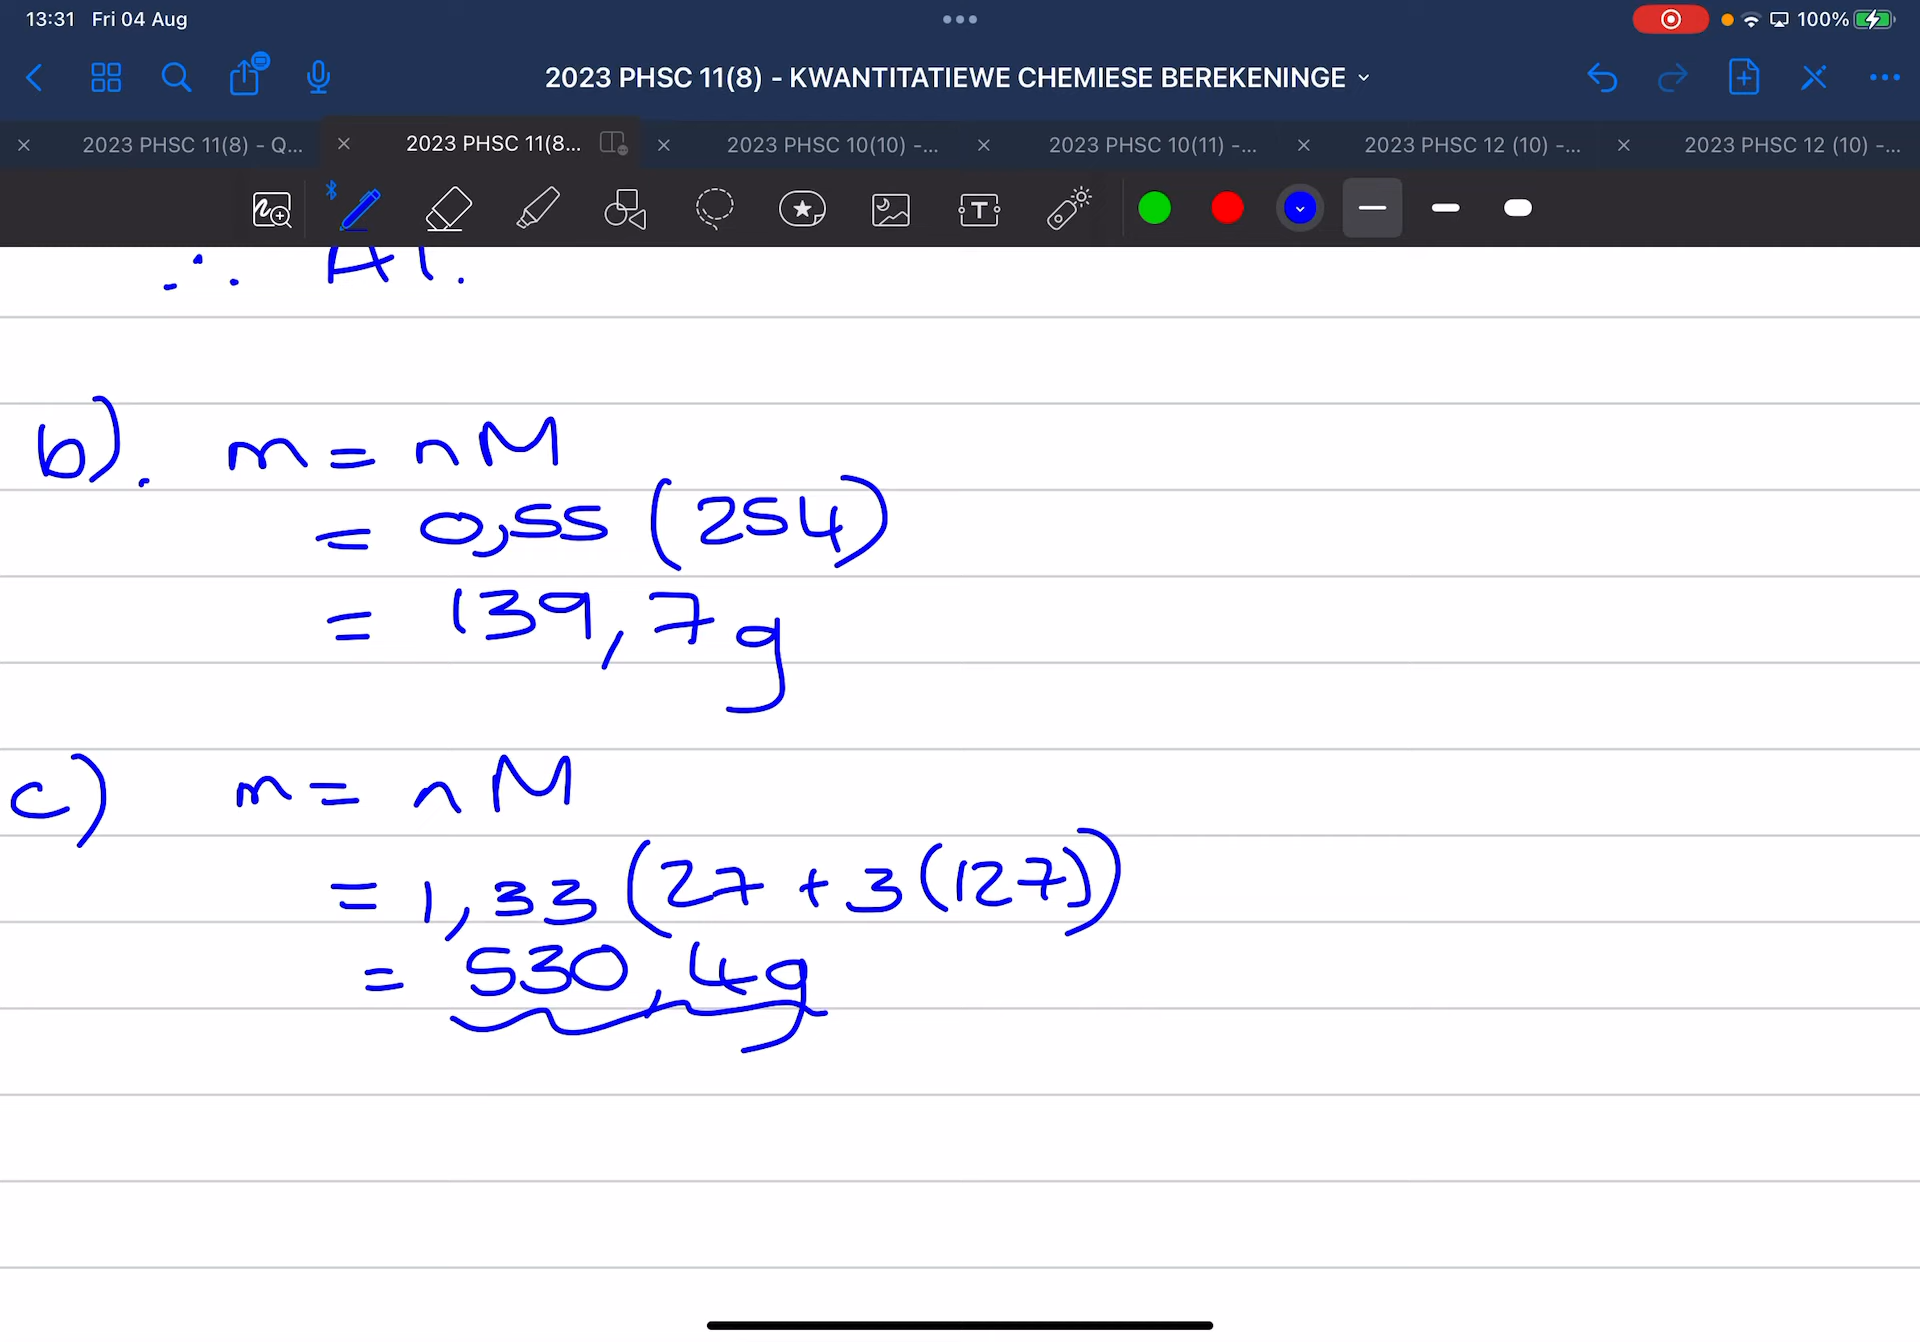 13:31 Fri 04 Aug
100%
2023 PHSC 11(8) - KWANTITATIEWE CHEMIESE BEREKENINGE
2023 PHSC 11(8) - Q... 2023 PHSC 11(8... 2023 PHSC 10(10) -... 2023 PHSC 10(11) -... 2023 PHSC 12 (10) -... 2023 PHSC 12 (10) -...
∴ Al.
b). m = nM
= 0,55 (254)
= 139,7g
c) m = nM
= 1,33 (27 + 3(127))
= 530,4g